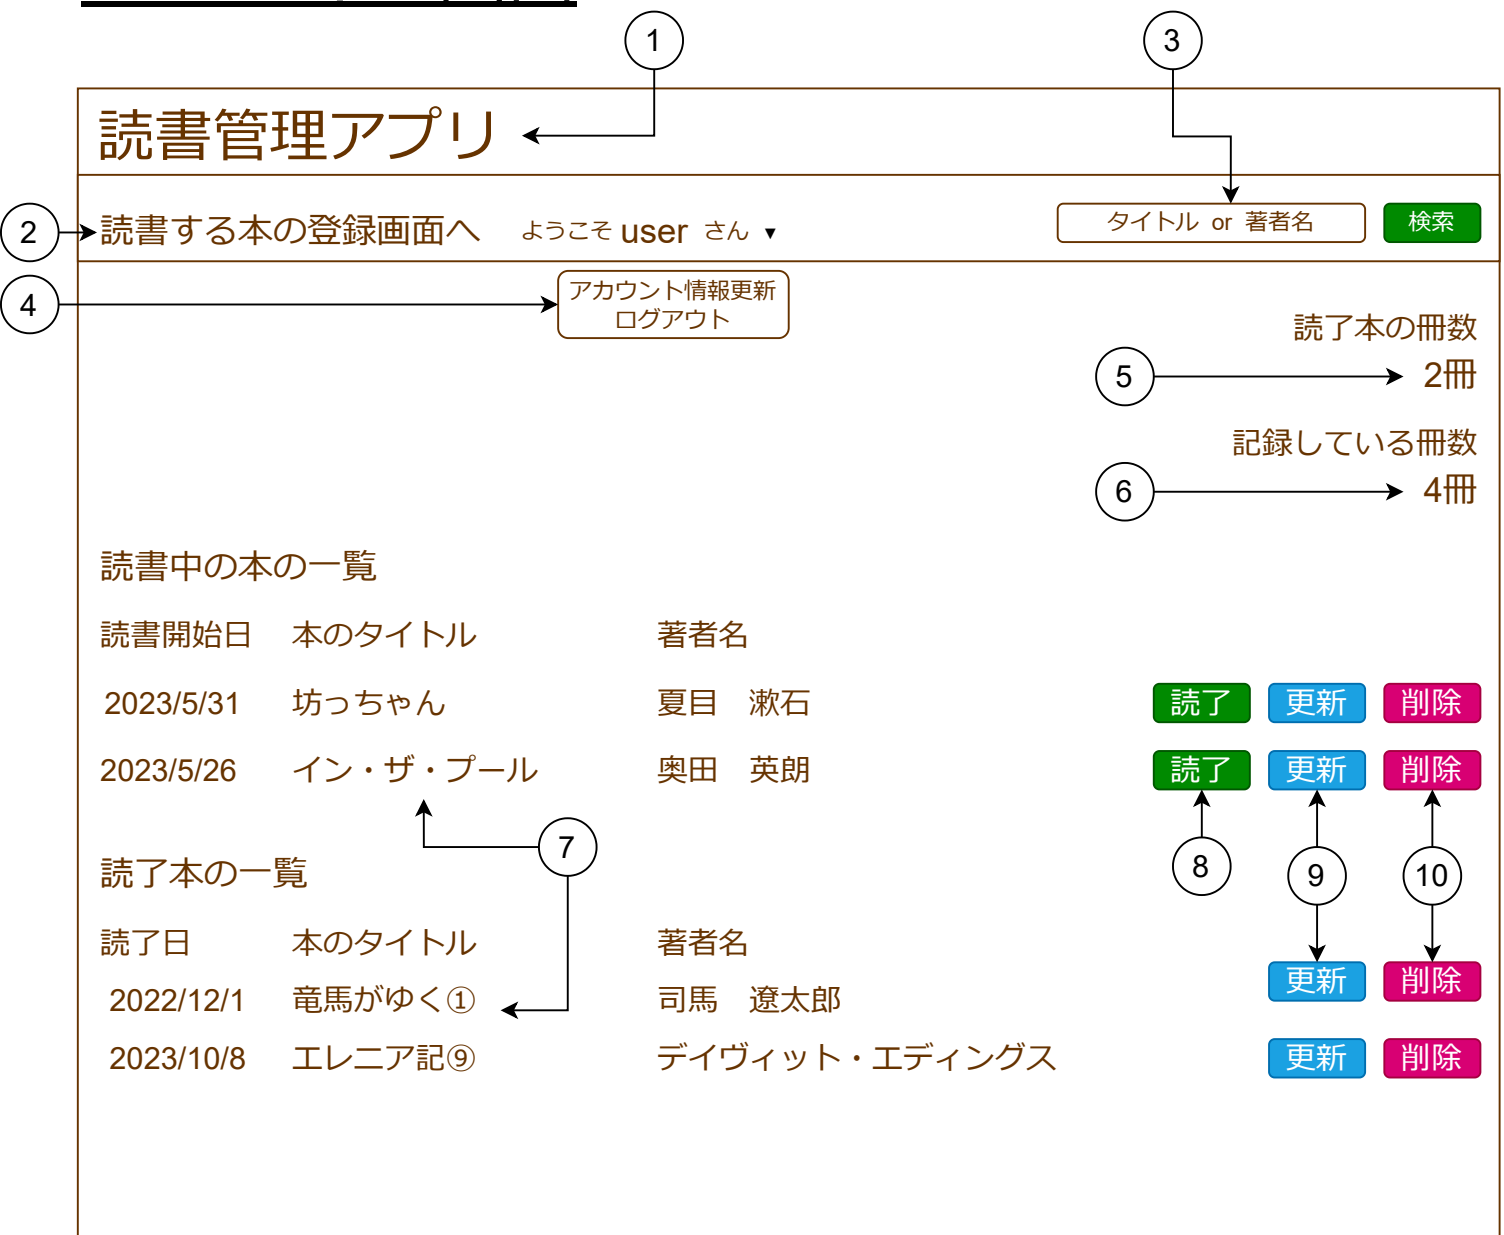 1
3
読書管理アプリ
2
読書する本の登録画面へ ようこそ user さん ▼ タイトル or 著者名 検索
4
アカウント情報更新
ログアウト
読了本の冊数
5
2冊
記録している冊数
6
4冊
読書中の本の一覧
読書開始日 本のタイトル 著者名
2023/5/31 坊っちゃん 夏目　漱石 読了 更新 削除
2023/5/26 イン・ザ・プール 奥田　英朗 読了 更新 削除
7
8 9 10
読了本の一覧
読了日 本のタイトル 著者名
2022/12/1 竜馬がゆく① 司馬　遼太郎 更新 削除
2023/10/8 エレニア記⑨ デイヴィット・エディングス 更新 削除